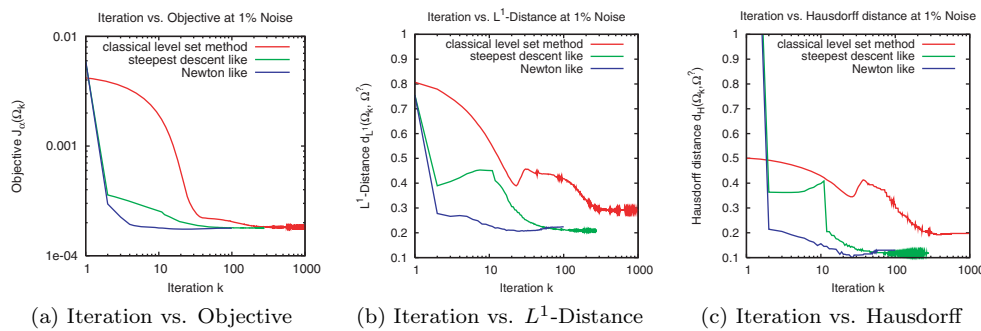 Iteration vs. Objective at 1% Noise
0.01
0.001
1e-04
1
10
100
1000
Objective Jα(Ωk)
Iteration k
classical level set method
steepest descent like
Newton like
(a) Iteration vs. Objective
Iteration vs. L¹-Distance at 1% Noise
1
0.9
0.8
0.7
0.6
0.5
0.4
0.3
0.2
0.1
1
10
100
1000
L¹-Distance dL¹(Ωk, Ω?)
Iteration k
classical level set method
steepest descent like
Newton like
(b) Iteration vs. L¹-Distance
Iteration vs. Hausdorff distance at 1% Noise
1
0.9
0.8
0.7
0.6
0.5
0.4
0.3
0.2
0.1
1
10
100
1000
Hausdorff distance dH(Ωk, Ω?)
Iteration k
classical level set method
steepest descent like
Newton like
(c) Iteration vs. Hausdorff